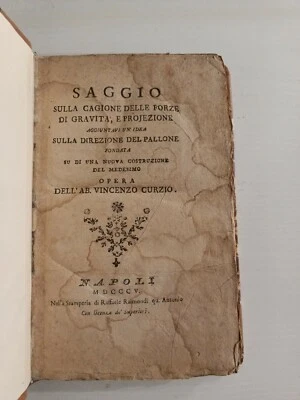 SAGGIO
SULLA CAGIONE DELLE FORZE
DI GRAVITA', E PROJEZIONE
AGGIUNTAVI UN' IDEA
SULLA DIREZIONE DEL PALLONE
FONDATA
SU DI UNA NUOVA COSTRUZIONE
DEL MEDESIMO
OPERA
DELL'AB. VINCENZO CURZIO.
NAPOLI
MDCCCV.
Nella Stamperia di Raffaele Raimondi qu. Antonio
Con licenza de' superiori.